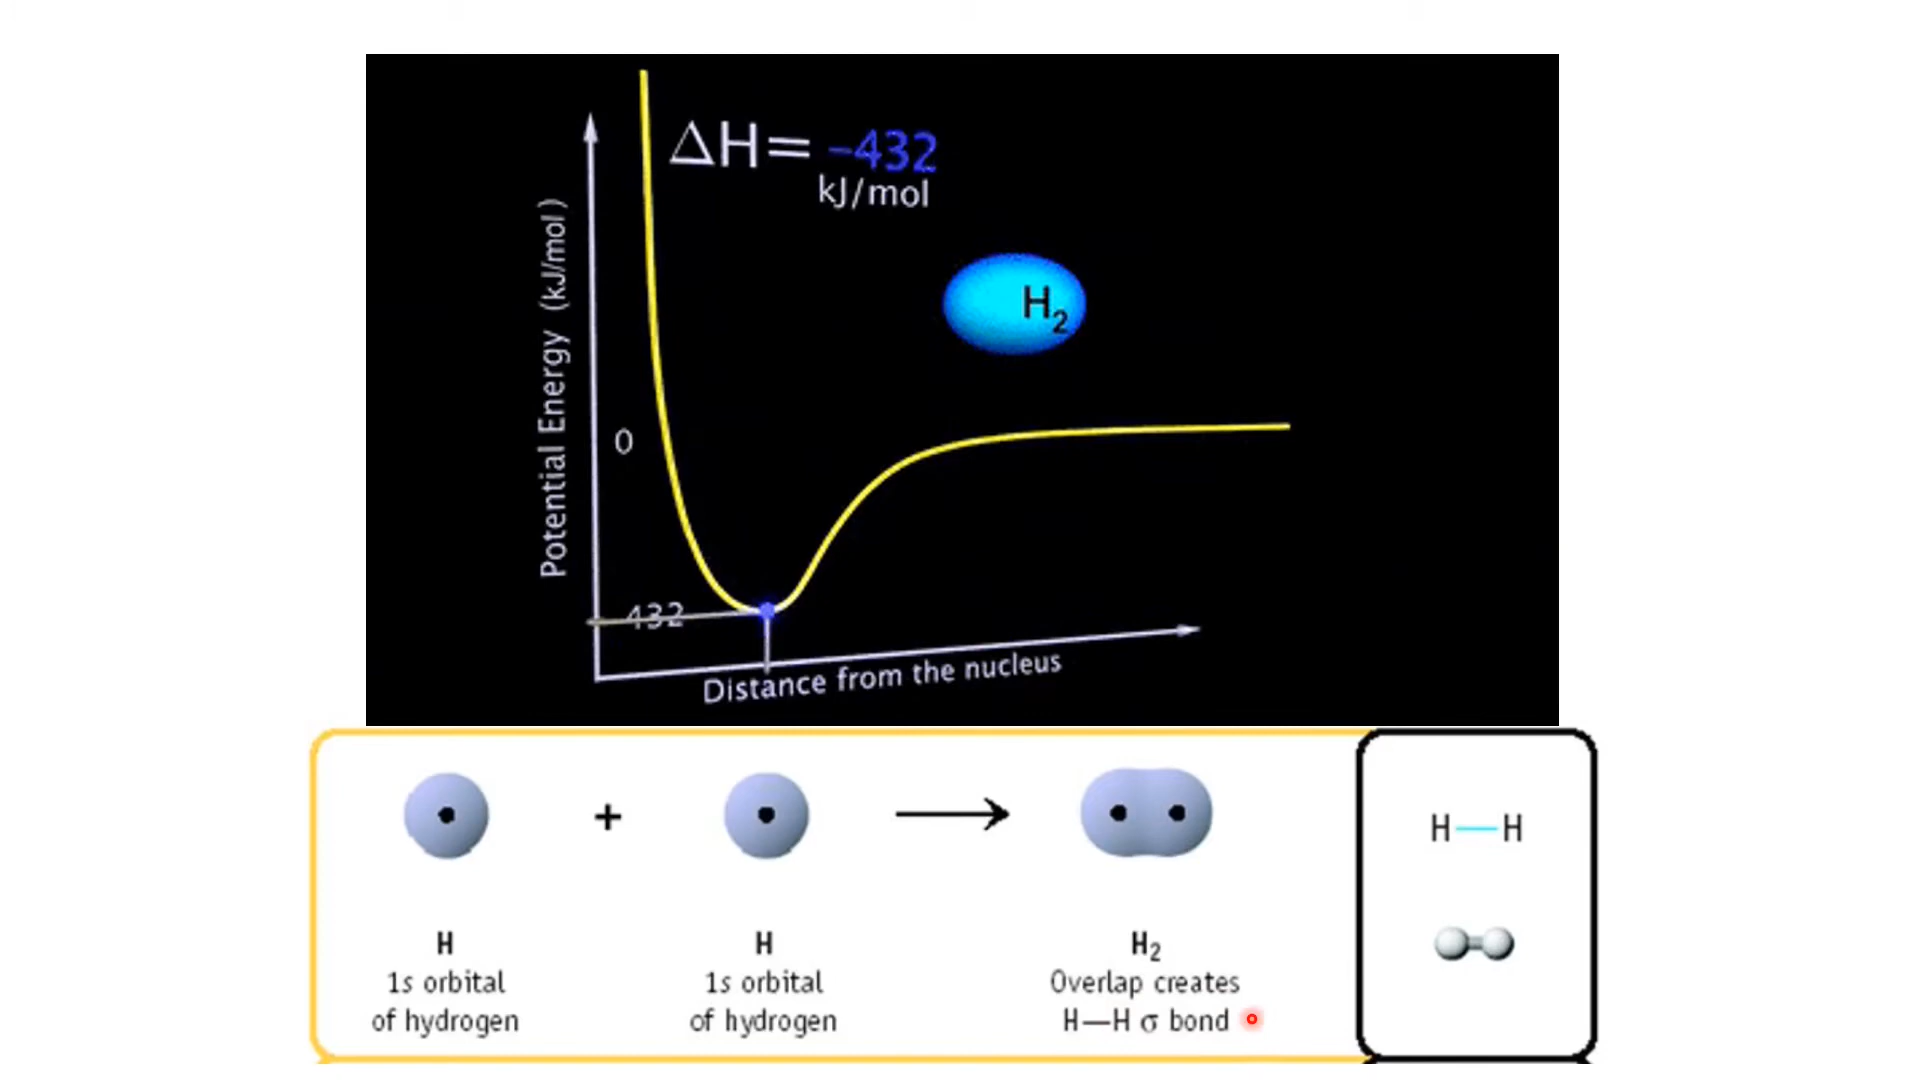 ΔH= −432
kJ/mol
H₂
Potential Energy (kJ/mol)
0
432
Distance from the nucleus
+
H—H
H
1s orbital
of hydrogen
H
1s orbital
of hydrogen
H₂
Overlap creates
H—H σ bond